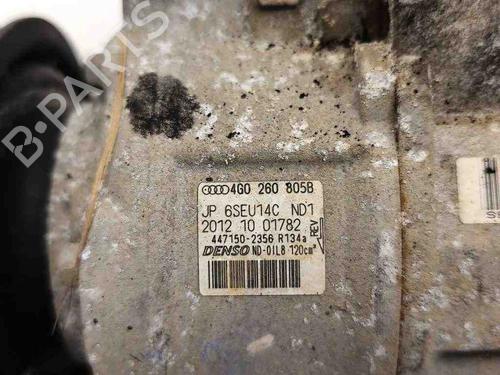 B-Parts
4G0 260 805B
JP 6SEU14C ND1
2012 10 01782
REV
447150-2356 R134a
DENSO ND-OIL8 120cm³